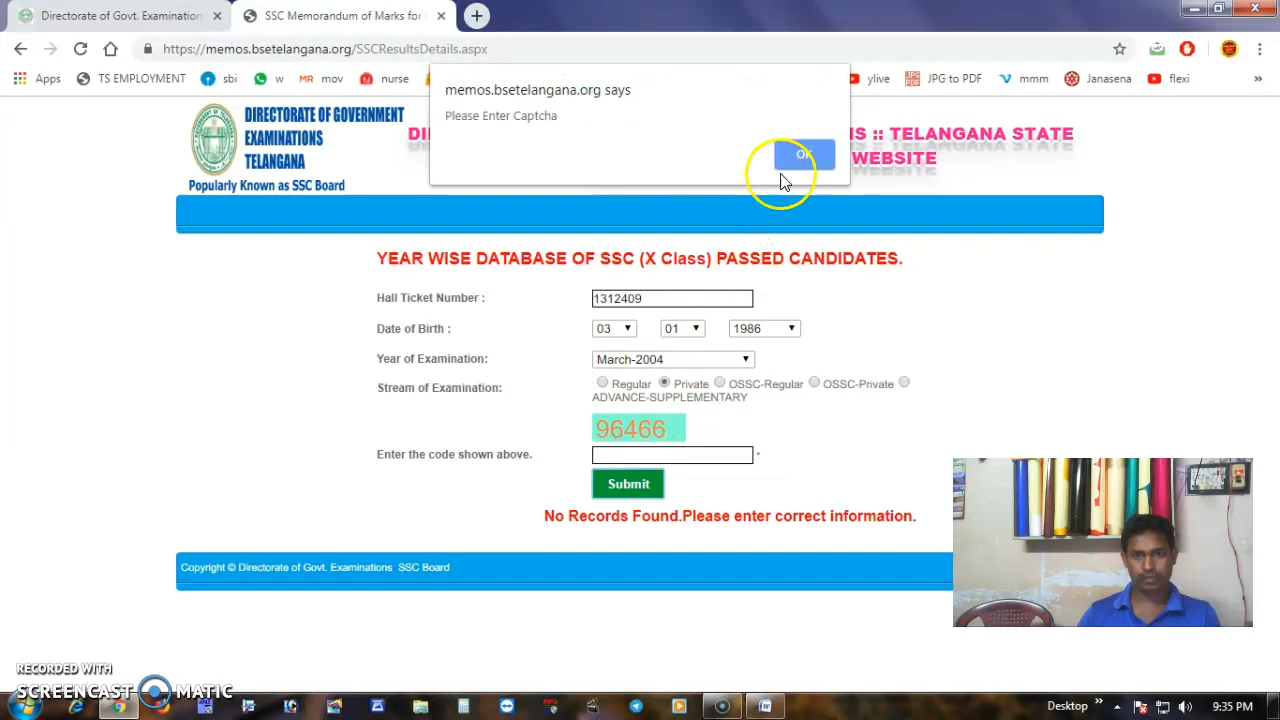 Directorate of Govt. Examination
SSC Memorandum of Marks for
https://memos.bsetelangana.org/SSCResultsDetails.aspx
Apps TS EMPLOYMENT sbi w MR mov nurse ylive JPG to PDF mmm Janasena flexi »
memos.bsetelangana.org says
Please Enter Captcha
OK
DIRECTORATE OF GOVERNMENT
EXAMINATIONS
TELANGANA
Popularly Known as SSC Board
:: TELANGANA STATE
WEBSITE
YEAR WISE DATABASE OF SSC (X Class) PASSED CANDIDATES.
Hall Ticket Number : 1312409
Date of Birth : 03 01 1986
Year of Examination: March-2004
Stream of Examination: Regular Private OSSC-Regular OSSC-Private
ADVANCE-SUPPLEMENTARY
96466
Enter the code shown above. *
Submit
No Records Found.Please enter correct information.
Copyright © Directorate of Govt. Examinations SSC Board
RECORDED WITH
SCREENCAST MATIC
Desktop » 9:35 PM